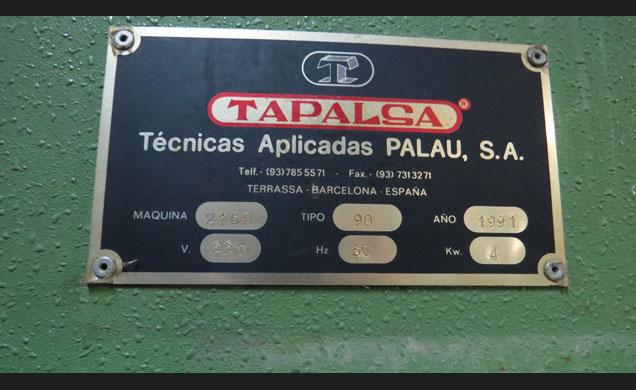 TAPALSA®
Técnicas Aplicadas PALAU, S.A.
Telf.- (93) 785 55 71 - Fax.- (93) 731 32 71
TERRASSA - BARCELONA - ESPAÑA
MAQUINA TIPO 90 AÑO 1991
V. 220 Hz. 50 Kw. 4